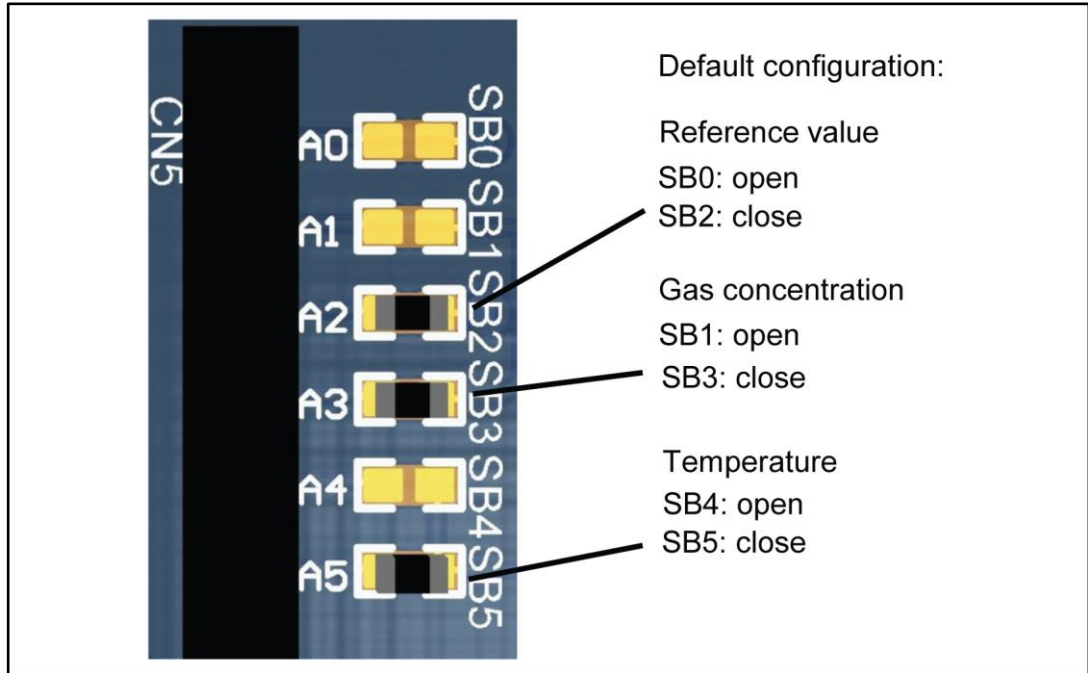 CN5
A0
SB0
A1
SB1
A2
SB2
A3
SB3
A4
SB4
A5
SB5
Default configuration:
Reference value
SB0: open
SB2: close
Gas concentration
SB1: open
SB3: close
Temperature
SB4: open
SB5: close